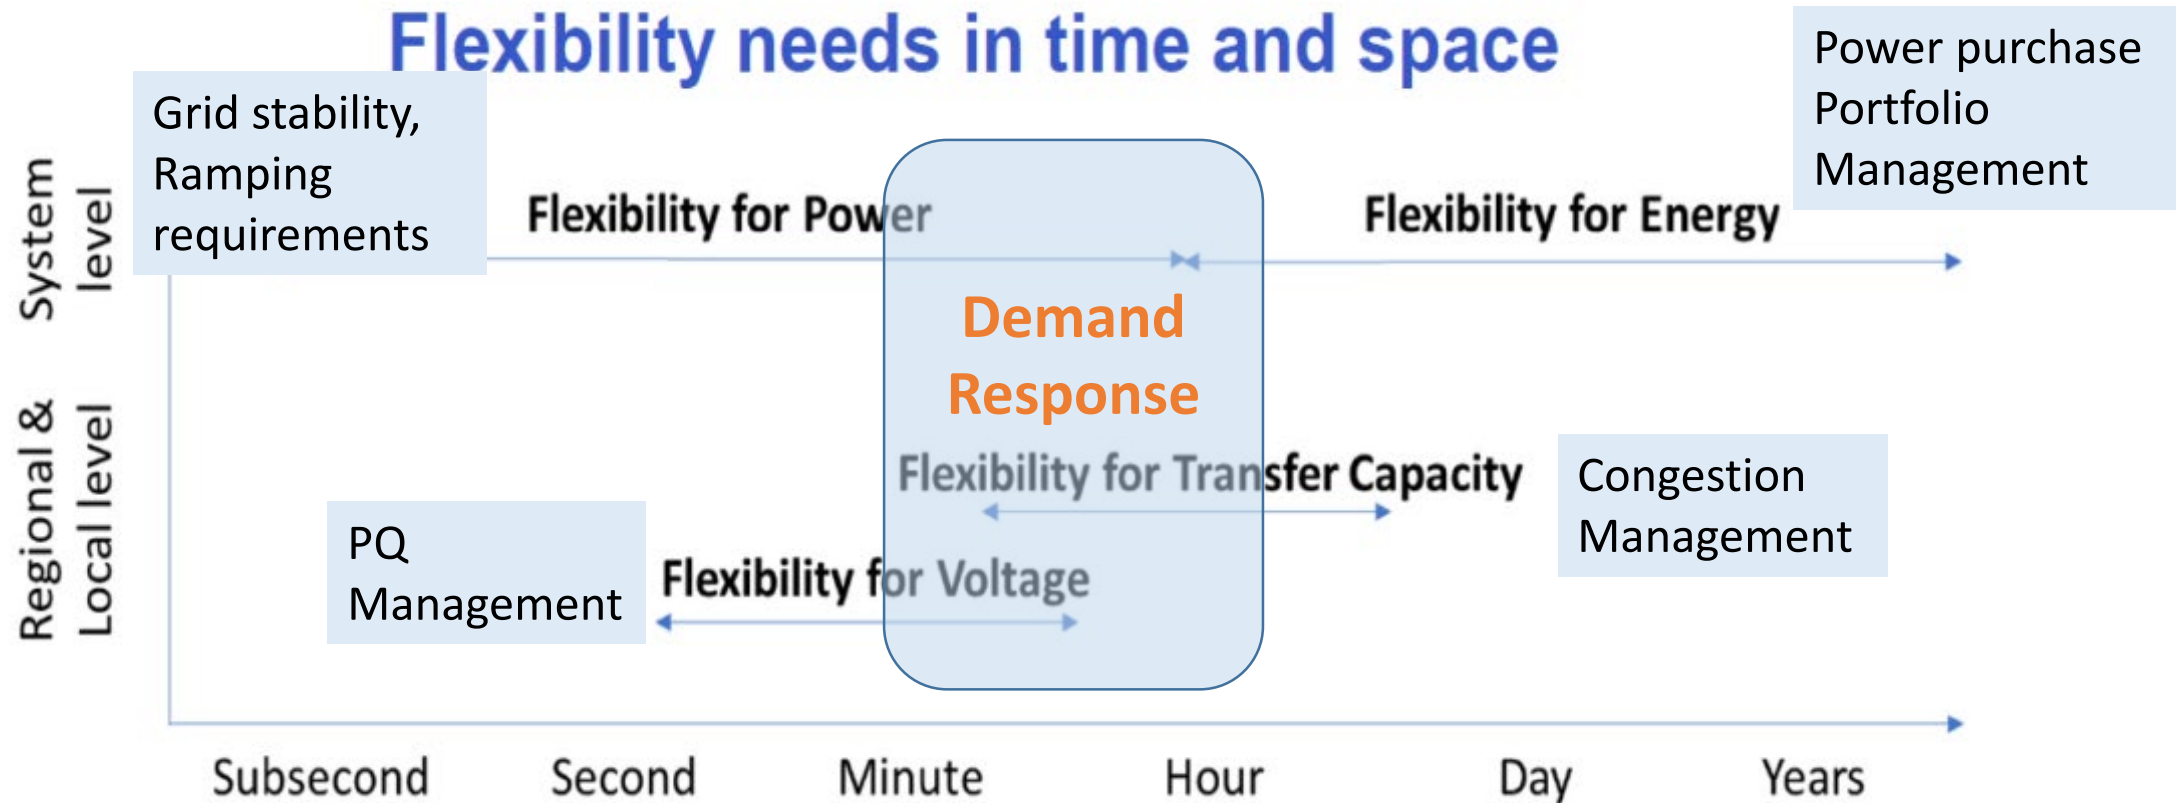 Flexibility needs in time and space
Grid stability,
Ramping
requirements
Power purchase
Portfolio
Management
System
level
Flexibility for Power
Flexibility for Energy
Demand
Response
Regional &
Local level
Flexibility for Transfer Capacity
Congestion
Management
PQ
Management
Flexibility for Voltage
Subsecond Second Minute Hour Day Years